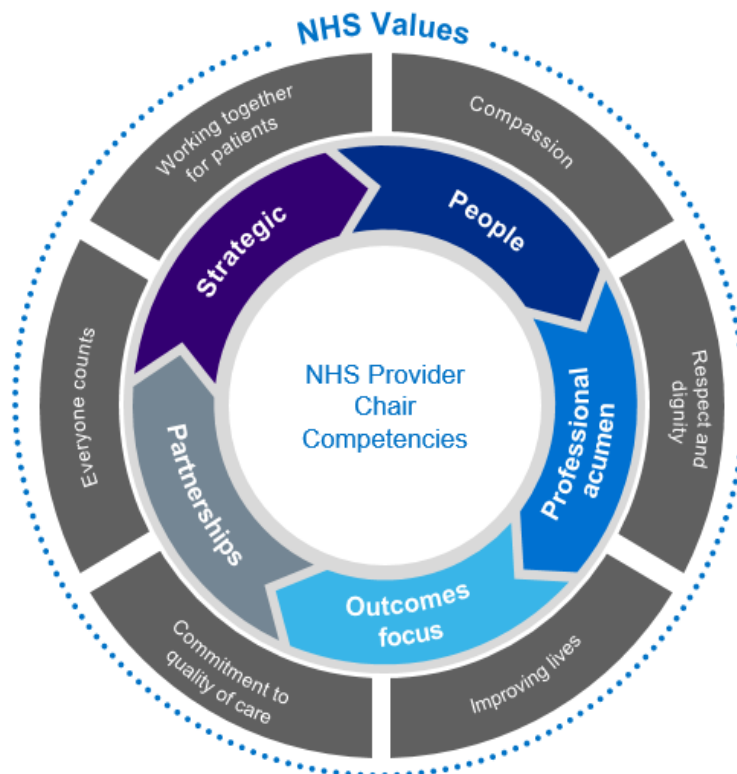 NHS Values
Working together
for patients
Compassion
Respect and
dignity
Improving lives
Commitment to
quality of care
Everyone counts
Strategic
People
Professional
acumen
Outcomes
focus
Partnerships
NHS Provider
Chair
Competencies